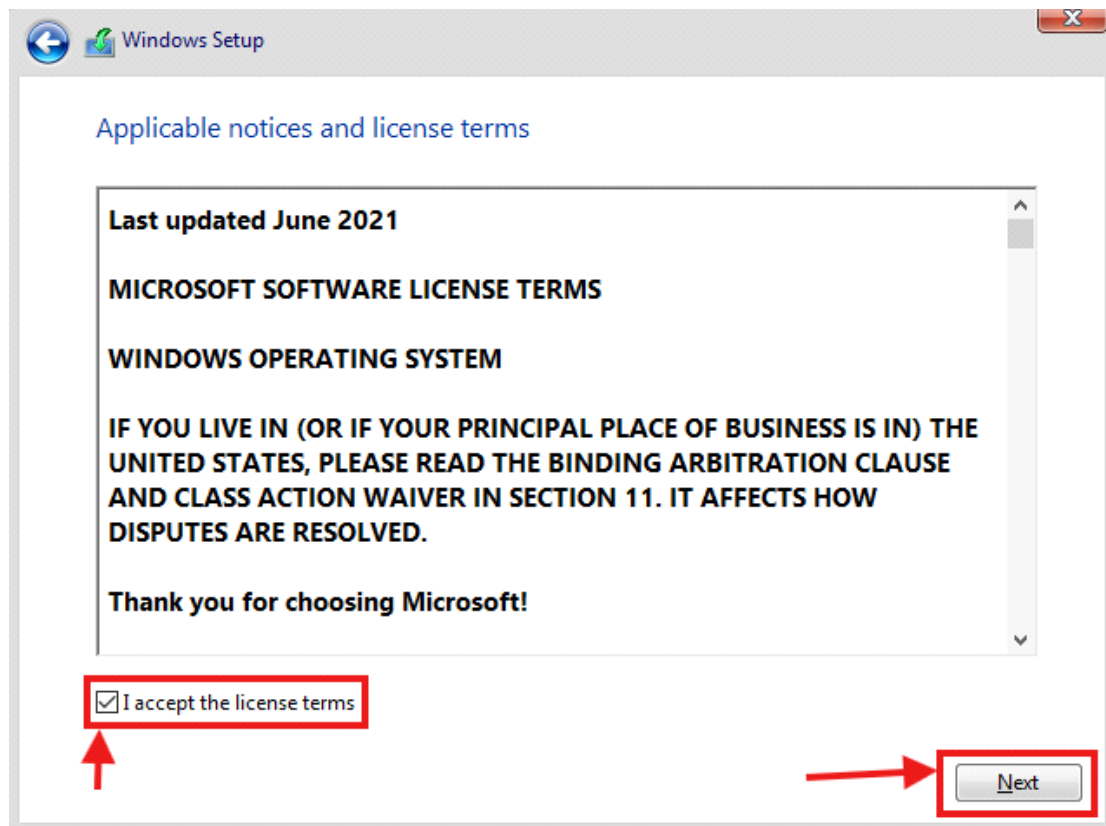 Windows Setup
Applicable notices and license terms
Last updated June 2021
MICROSOFT SOFTWARE LICENSE TERMS
WINDOWS OPERATING SYSTEM
IF YOU LIVE IN (OR IF YOUR PRINCIPAL PLACE OF BUSINESS IS IN) THE
UNITED STATES, PLEASE READ THE BINDING ARBITRATION CLAUSE
AND CLASS ACTION WAIVER IN SECTION 11. IT AFFECTS HOW
DISPUTES ARE RESOLVED.
Thank you for choosing Microsoft!
I accept the license terms
Next